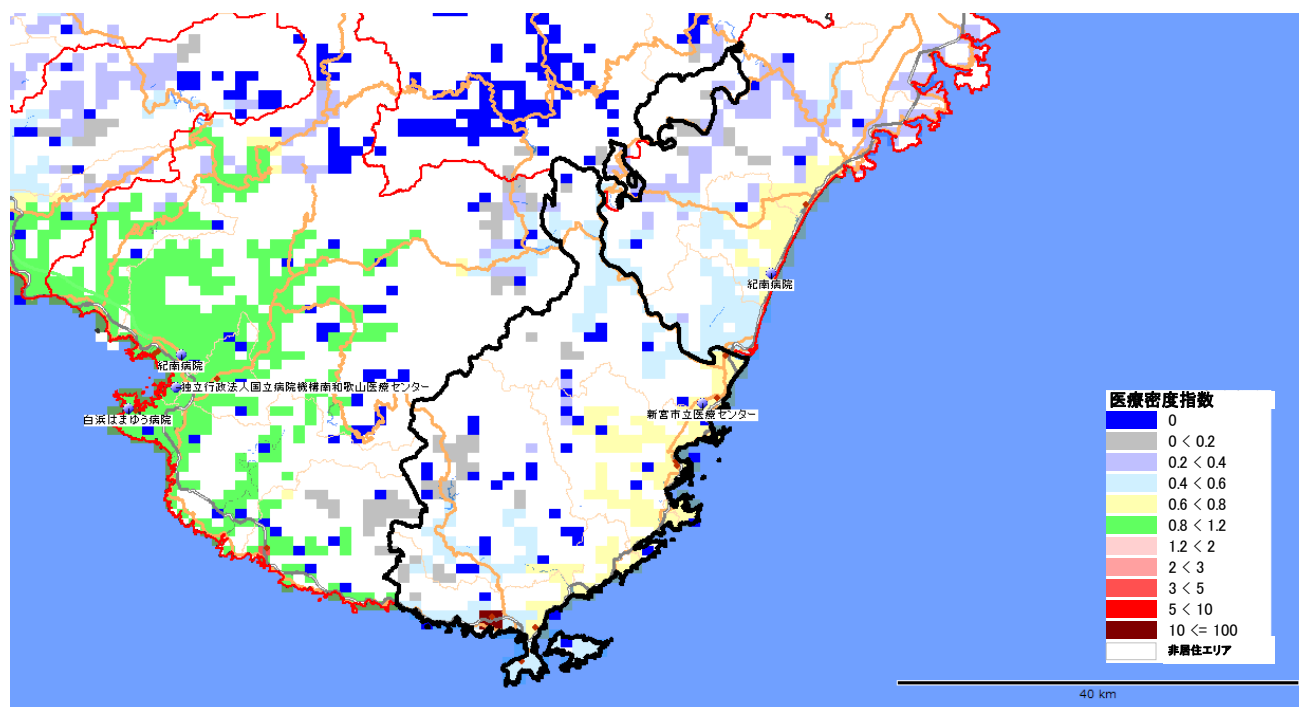 紀南病院
紀南病院
独立行政法人国立病院機構南和歌山医療センター
白浜はまゆう病院
新宮市立医療センター
医療密度指数
0
0 < 0.2
0.2 < 0.4
0.4 < 0.6
0.6 < 0.8
0.8 < 1.2
1.2 < 2
2 < 3
3 < 5
5 < 10
10 <= 100
非居住エリア
40 km